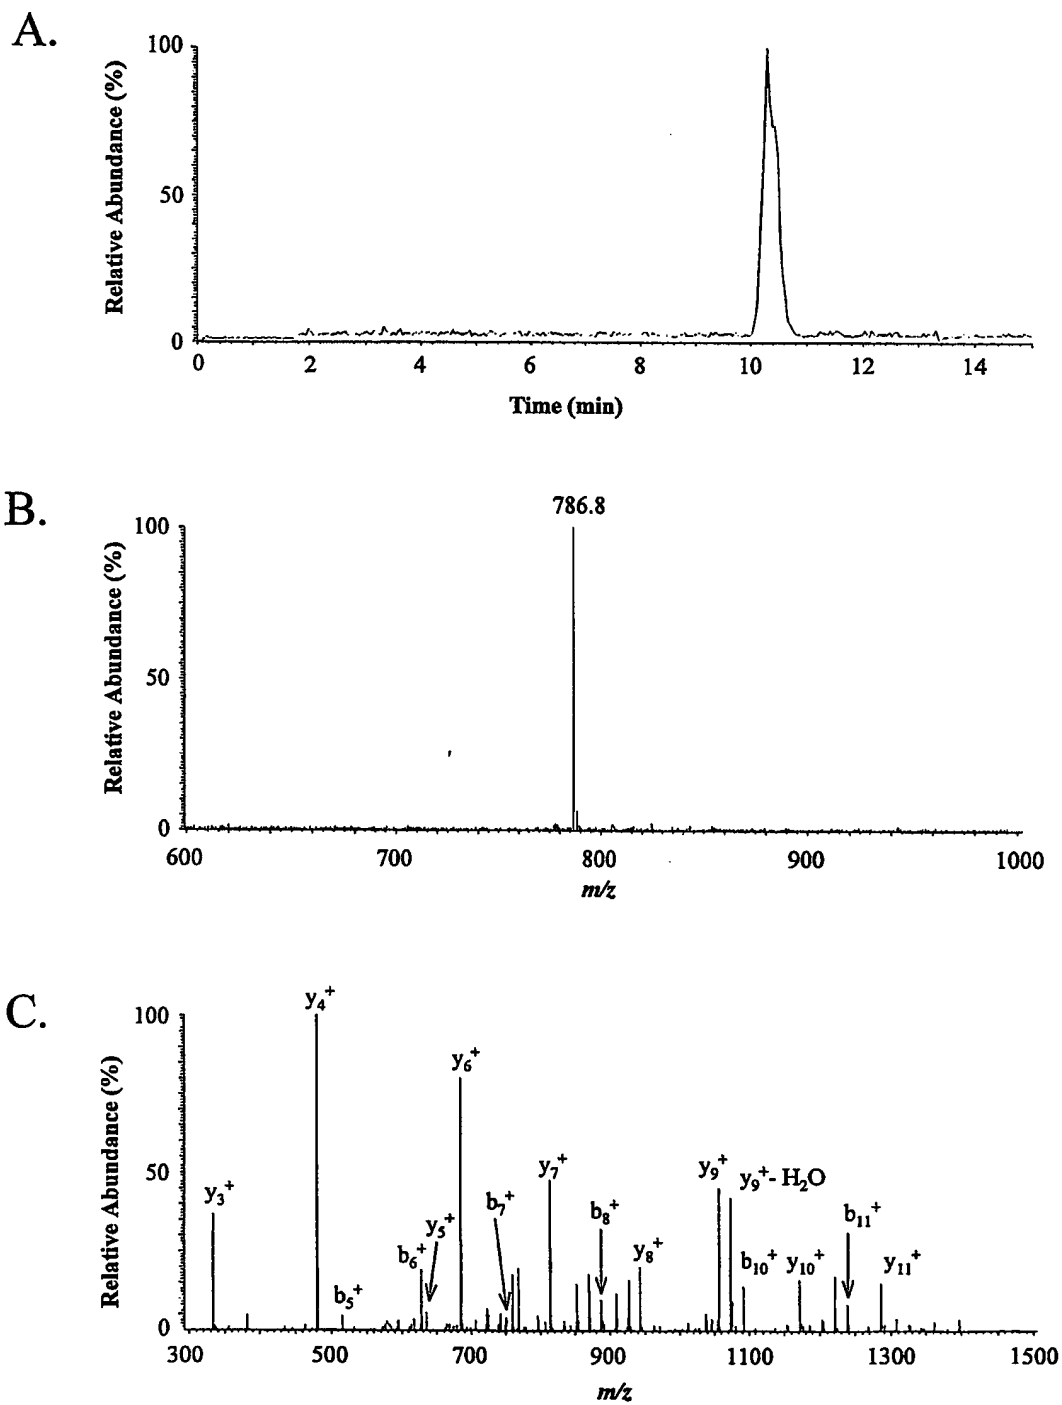 A.
Relative Abundance (%)
100
50
0
0 2 4 6 8 10 12 14
Time (min)
B.
786.8
Relative Abundance (%)
100
50
0
600 700 800 900 1000
m/z
C.
Relative Abundance (%)
100
50
0
y₄⁺
y₆⁺
y₃⁺
y₇⁺
y₉⁺ y₉⁺- H₂O
b₇⁺
b₈⁺
b₁₁⁺
y₅⁺
b₆⁺
y₈⁺
b₁₀⁺ y₁₀⁺ y₁₁⁺
b₅⁺
300 500 700 900 1100 1300 1500
m/z